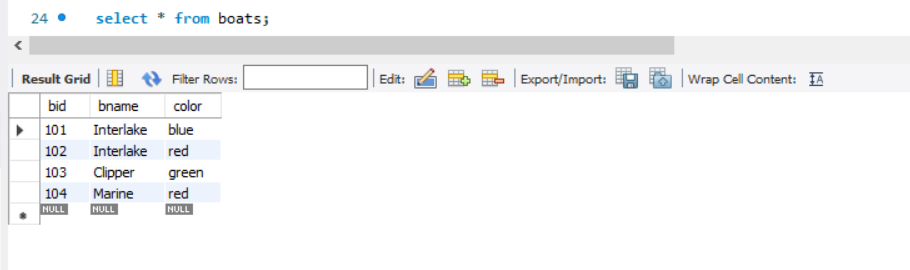 24 select * from boats;
Result Grid Filter Rows: Edit: Export/Import: Wrap Cell Content: IA
bid bname color
101 Interlake blue
102 Interlake red
103 Clipper green
104 Marine red
NULL NULL NULL